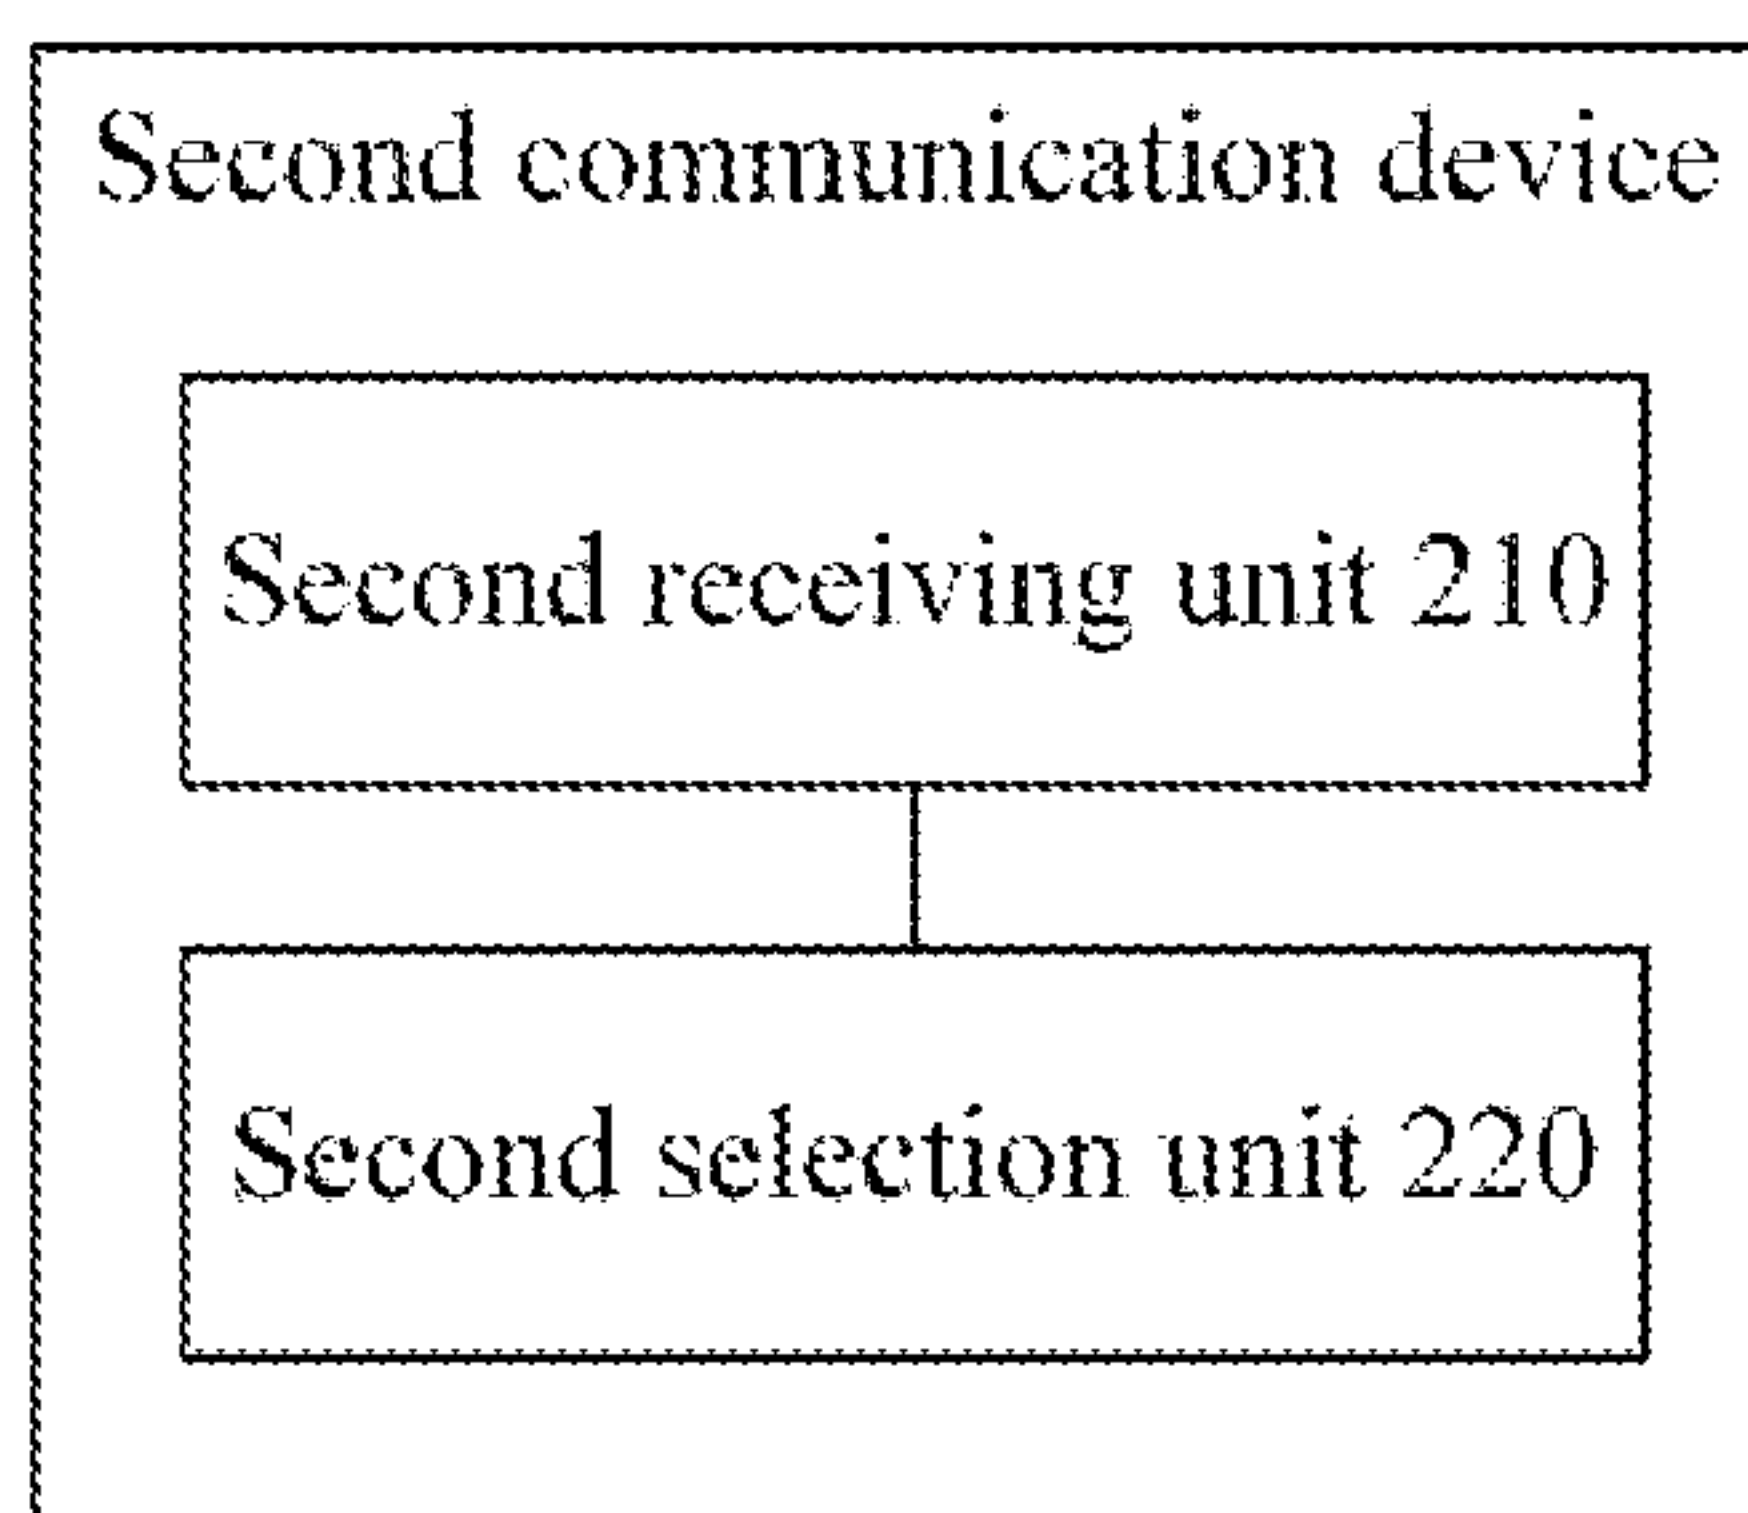 Second communication device
Second receiving unit 210
Second selection unit 220